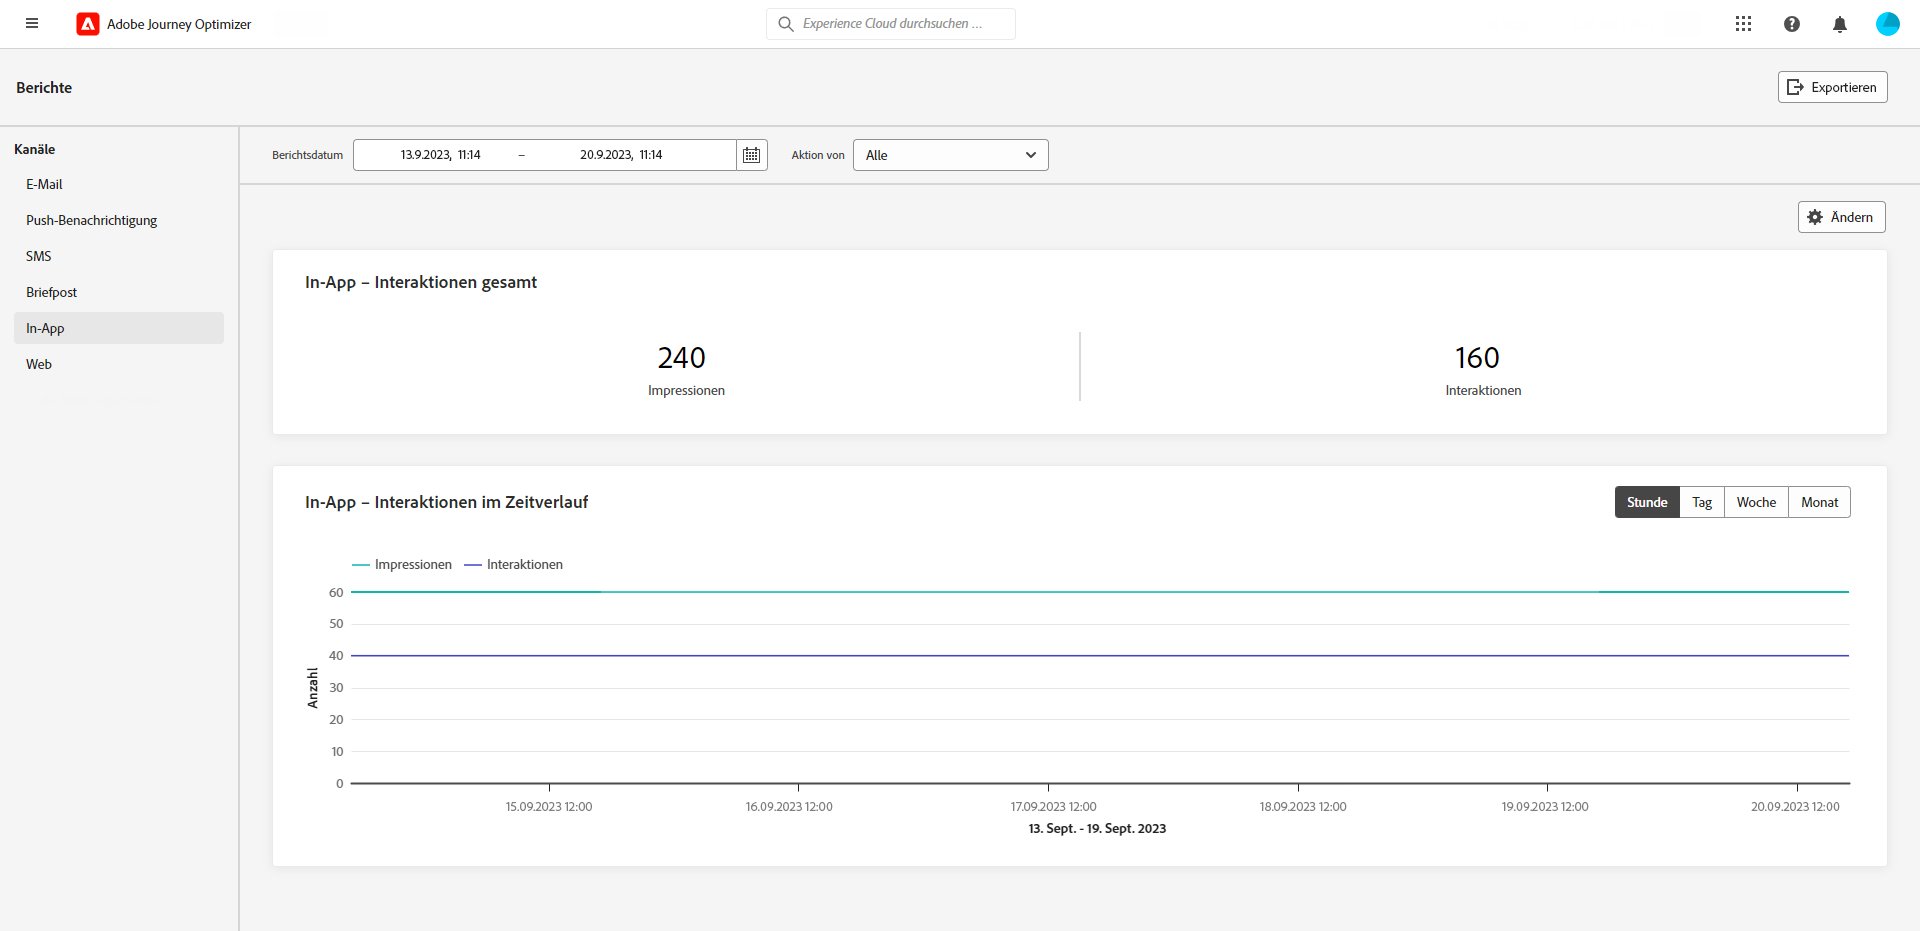 Adobe Journey Optimizer
Experience Cloud durchsuchen ...
Berichte
Exportieren
Kanäle
E-Mail
Push-Benachrichtigung
SMS
Briefpost
In-App
Web
Berichtsdatum 13.9.2023, 11:14 – 20.9.2023, 11:14 Aktion von Alle
Ändern
In-App – Interaktionen gesamt
240 160
Impressionen Interaktionen
In-App – Interaktionen im Zeitverlauf
Stunde Tag Woche Monat
Impressionen Interaktionen
60
50
40
30
20
10
0
Anzahl
15.09.2023 12:00 16.09.2023 12:00 17.09.2023 12:00 18.09.2023 12:00 19.09.2023 12:00 20.09.2023 12:00
13. Sept. - 19. Sept. 2023